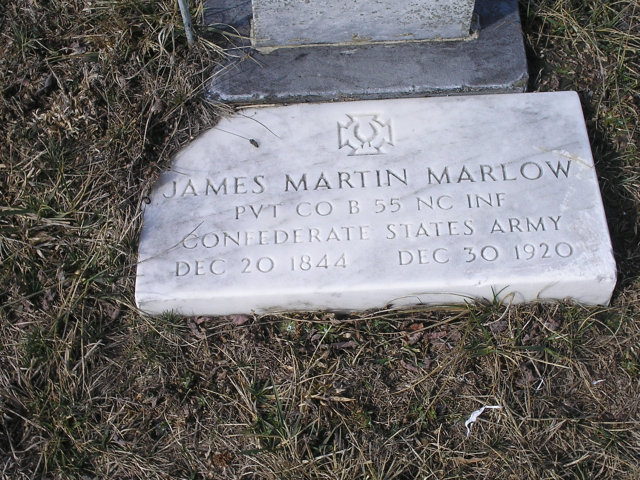 JAMES MARTIN MARLOW
PVT CO B 55 NC INF
CONFEDERATE STATES ARMY
DEC 20 1844 DEC 30 1920